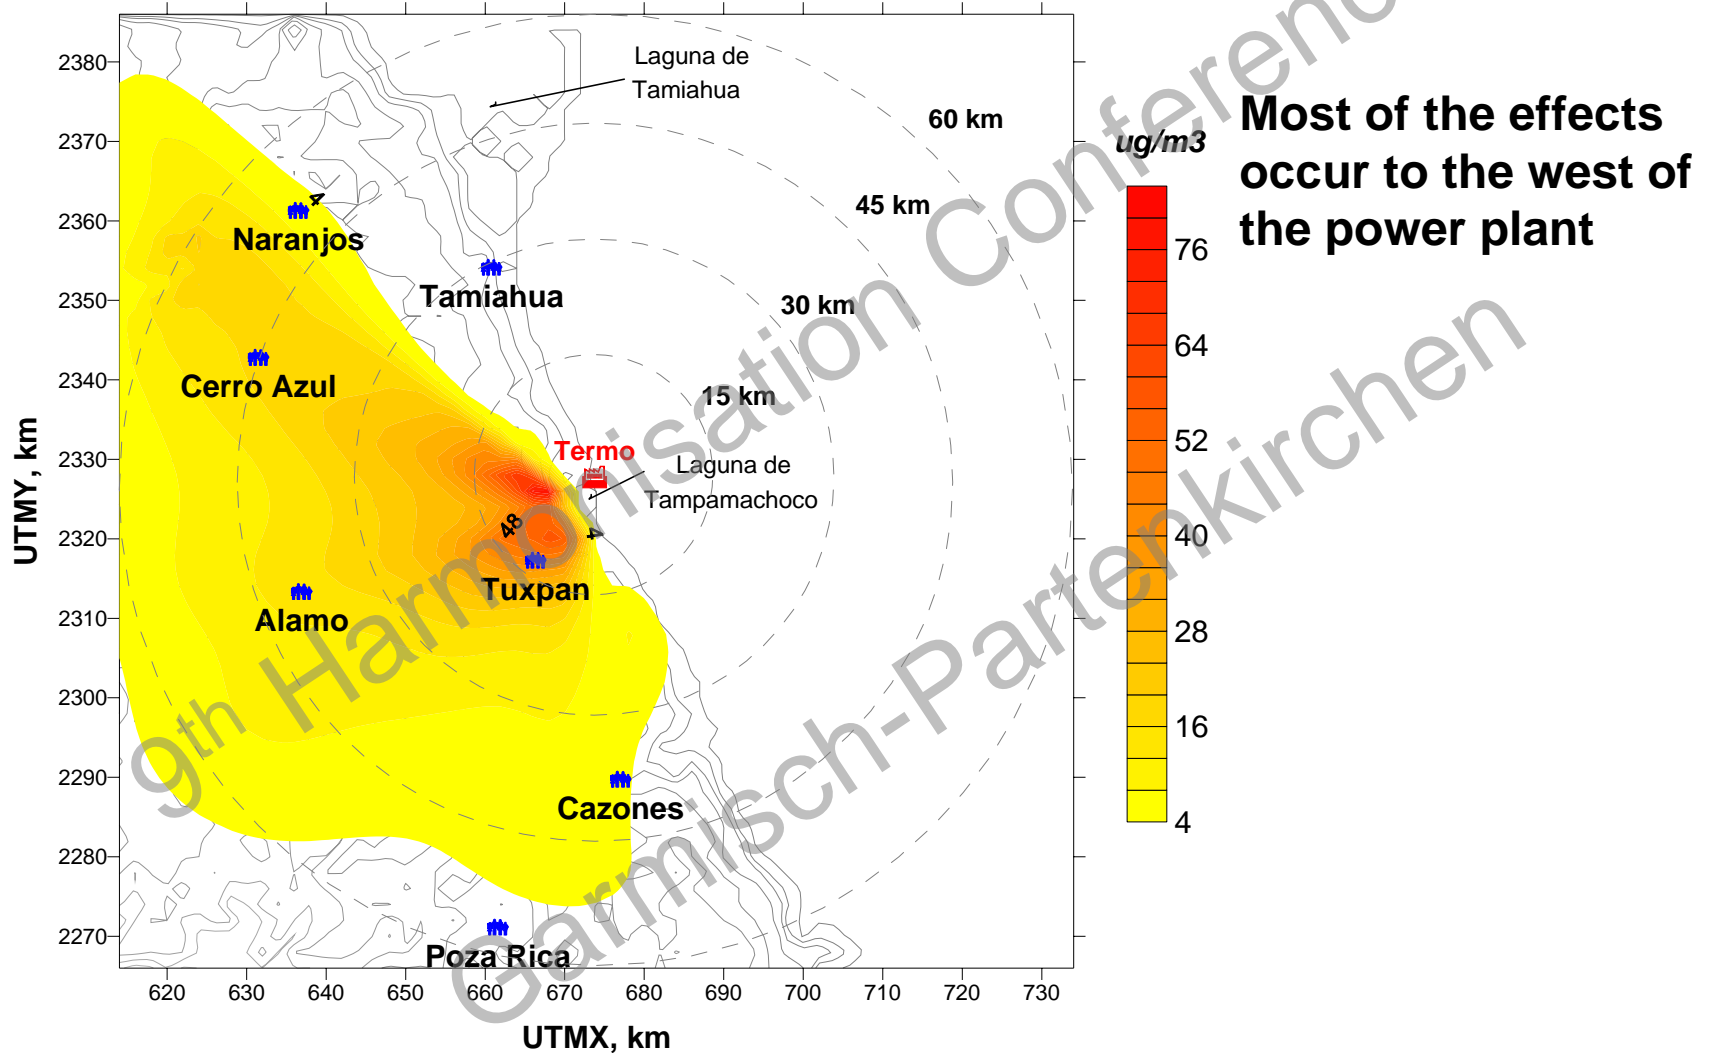 Most of the effects
occur to the west of
the power plant
Laguna de
Tamiahua
60 km
45 km
30 km
15 km
Naranjos
Tamiahua
Cerro Azul
Termo
Laguna de
Tampamachoco
Tuxpan
Alamo
Cazones
Poza Rica
4
48
4
UTMY, km
2380
2370
2360
2350
2340
2330
2320
2310
2300
2290
2280
2270
620 630 640 650 660 670 680 690 700 710 720 730
UTMX, km
ug/m3
76
64
52
40
28
16
4
9th Harmonisation Conferenc
Garmisch-Partenkirchen